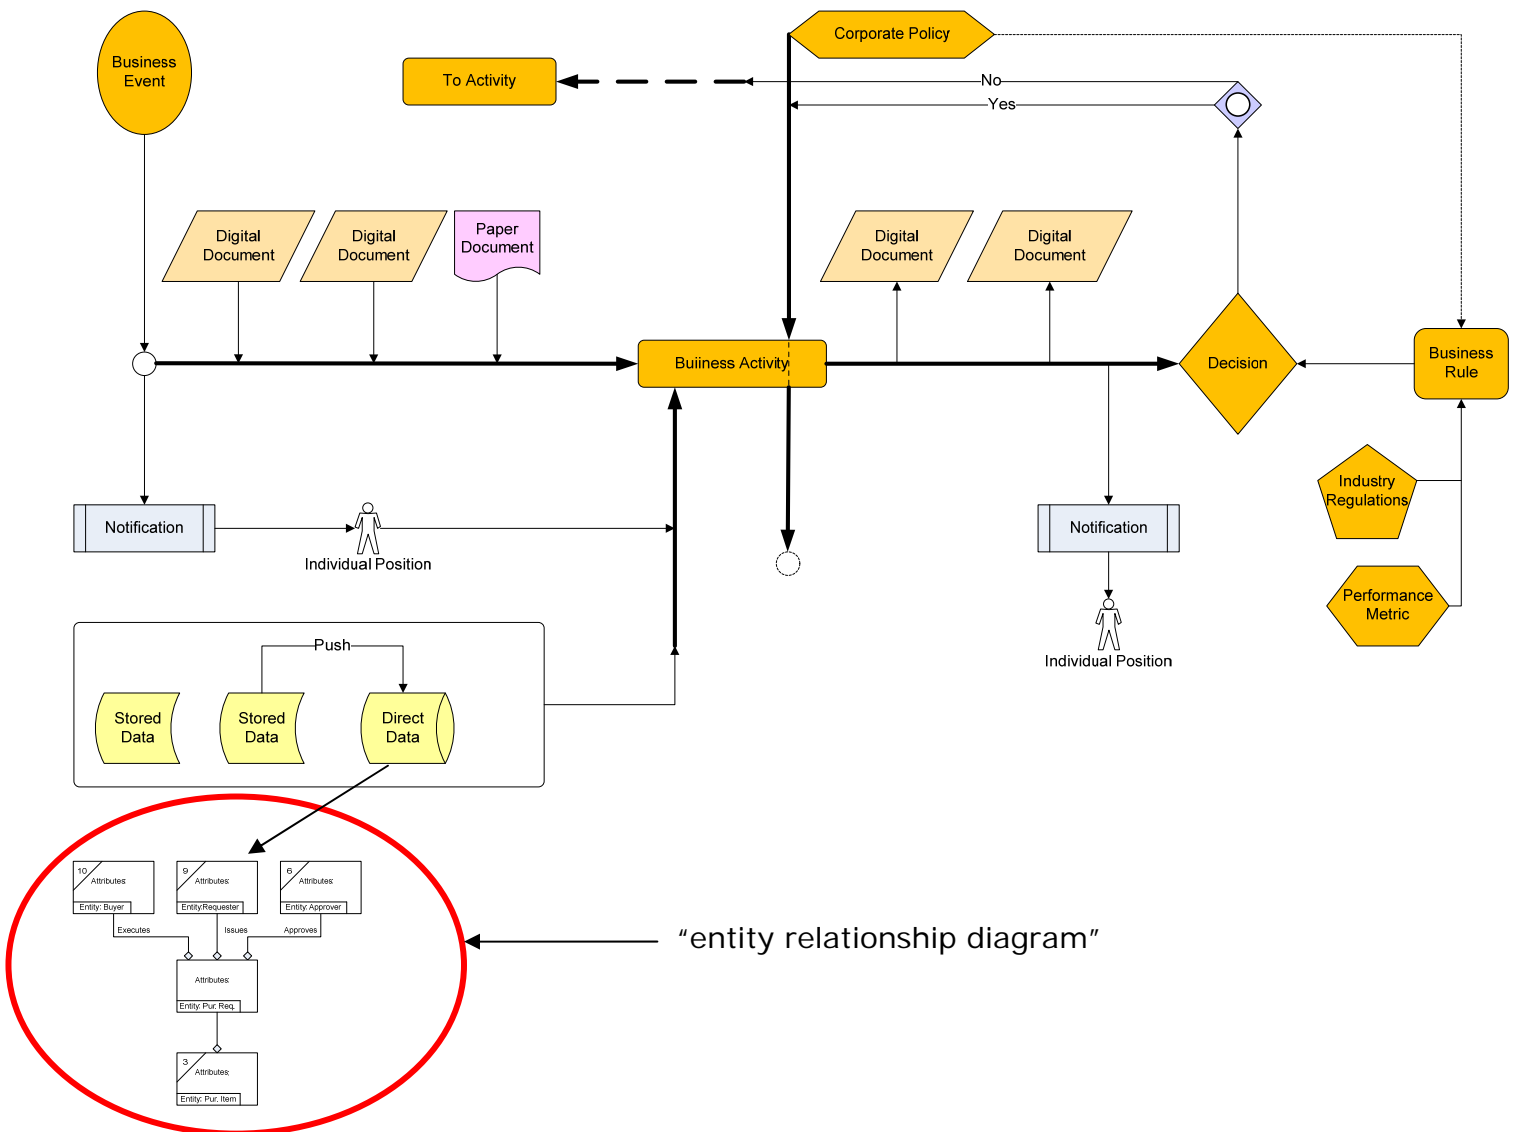 Corporate Policy
Business
Event
To Activity
No
Yes
Digital
Document
Digital
Document
Paper
Document
Digital
Document
Digital
Document
Buiiness Activity
Decision
Business
Rule
Industry
Regulations
Notification
Individual Position
Notification
Performance
Metric
Individual Position
Push
Stored
Data
Stored
Data
Direct
Data
10
Attributes:
Entity: Buyer
9
Attributes:
Entity:Requester
6
Attributes:
Entity: Approver
Executes
Issues
Approves
"entity relationship diagram"
Attributes:
Entity: Pur. Req.
3
Attributes:
Entity: Pur. Item